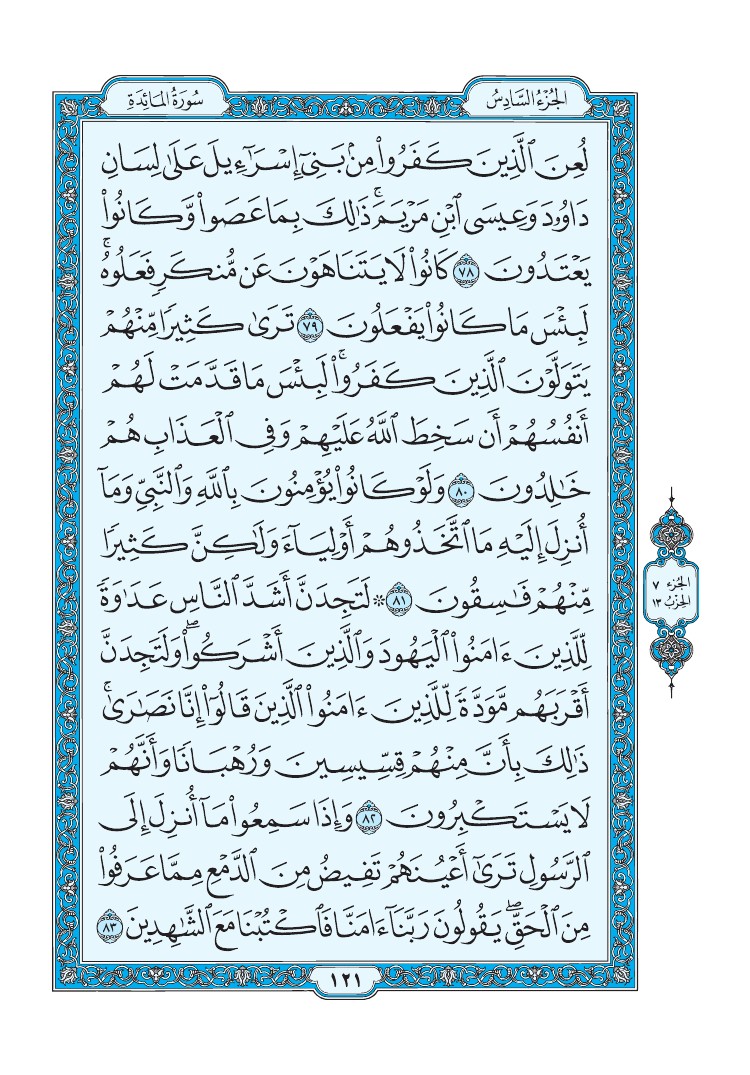 الجُزْءُ السَّادِسُ
سُورَةُ المَائِدَةِ
لُعِنَ ٱلَّذِينَ كَفَرُواْ مِنۢ بَنِىٓ إِسْرَٰٓءِيلَ عَلَىٰ لِسَانِ
دَاوُۥدَ وَعِيسَى ٱبْنِ مَرْيَمَۚ ذَٰلِكَ بِمَا عَصَواْ وَّكَانُواْ
يَعْتَدُونَ ٧٨ كَانُواْ لَا يَتَنَاهَوْنَ عَن مُّنكَرٍ فَعَلُوهُۚ
لَبِئْسَ مَا كَانُواْ يَفْعَلُونَ ٧٩ تَرَىٰ كَثِيرًا مِّنْهُمْ
يَتَوَلَّوْنَ ٱلَّذِينَ كَفَرُواْۚ لَبِئْسَ مَا قَدَّمَتْ لَهُمْ
أَنفُسُهُمْ أَن سَخِطَ ٱللَّهُ عَلَيْهِمْ وَفِى ٱلْعَذَابِ هُمْ
خَٰلِدُونَ ٨٠ وَلَوْ كَانُواْ يُؤْمِنُونَ بِٱللَّهِ وَٱلنَّبِىِّ وَمَآ
أُنزِلَ إِلَيْهِ مَا ٱتَّخَذُوهُمْ أَوْلِيَآءَ وَلَٰكِنَّ كَثِيرًا
مِّنْهُمْ فَٰسِقُونَ ٨١ ۞ لَتَجِدَنَّ أَشَدَّ ٱلنَّاسِ عَدَٰوَةً
لِّلَّذِينَ ءَامَنُواْ ٱلْيَهُودَ وَٱلَّذِينَ أَشْرَكُواْۖ وَلَتَجِدَنَّ
أَقْرَبَهُم مَّوَدَّةً لِّلَّذِينَ ءَامَنُواْ ٱلَّذِينَ قَالُوٓاْ إِنَّا نَصَٰرَىٰۚ
ذَٰلِكَ بِأَنَّ مِنْهُمْ قِسِّيسِينَ وَرُهْبَانًا وَأَنَّهُمْ
لَا يَسْتَكْبِرُونَ ٨٢ وَإِذَا سَمِعُواْ مَآ أُنزِلَ إِلَى
ٱلرَّسُولِ تَرَىٰٓ أَعْيُنَهُمْ تَفِيضُ مِنَ ٱلدَّمْعِ مِمَّا عَرَفُواْ
مِنَ ٱلْحَقِّۖ يَقُولُونَ رَبَّنَآ ءَامَنَّا فَٱكْتُبْنَا مَعَ ٱلشَّٰهِدِينَ ٨٣
الجُزْءُ ٧
الحِزْبُ ١٣
١٢١